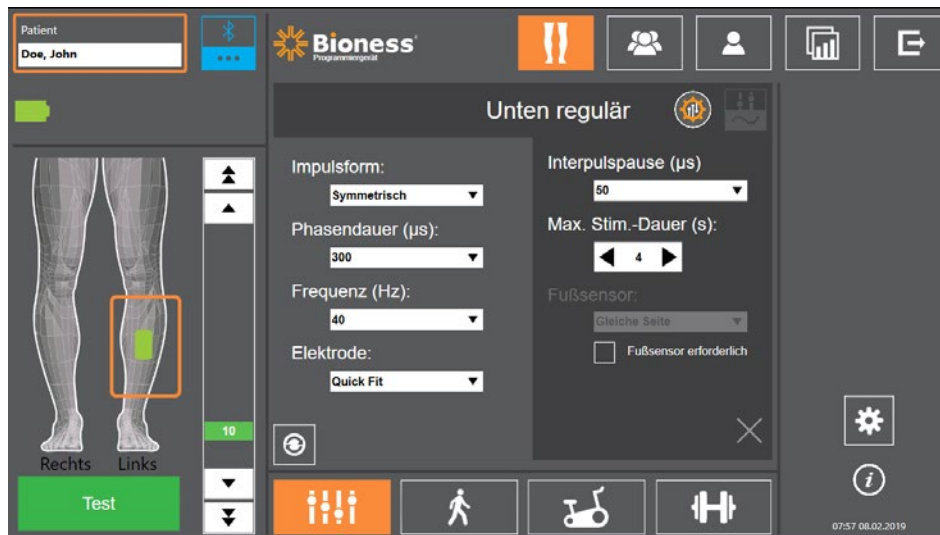 Patient
Doe, John
Bioness
Programmiergerät
Unten regulär
Impulsform:
Symmetrisch
Phasendauer (µs):
300
Frequenz (Hz):
40
Elektrode:
Quick Fit
Interpulspause (µs)
50
Max. Stim.-Dauer (s):
4
Fußsensor:
Gleiche Seite
Fußsensor erforderlich
10
Rechts Links
Test
07:57 08.02.2019